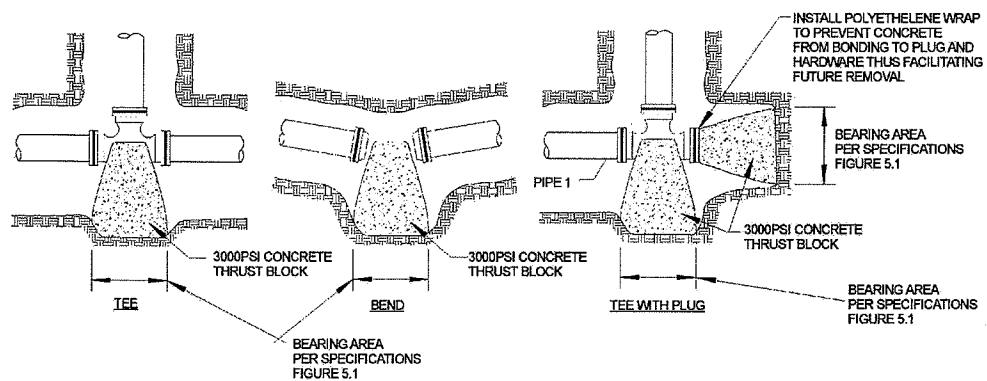 INSTALL POLYETHELENE WRAP
TO PREVENT CONCRETE
FROM BONDING TO PLUG AND
HARDWARE THUS FACILITATING
FUTURE REMOVAL
BEARING AREA
PER SPECIFICATIONS
FIGURE 5.1
PIPE 1
3000PSI CONCRETE
THRUST BLOCK
3000PSI CONCRETE
THRUST BLOCK
3000PSI CONCRETE
THRUST BLOCK
TEE
BEND
TEE WITH PLUG
BEARING AREA
PER SPECIFICATIONS
FIGURE 5.1
BEARING AREA
PER SPECIFICATIONS
FIGURE 5.1